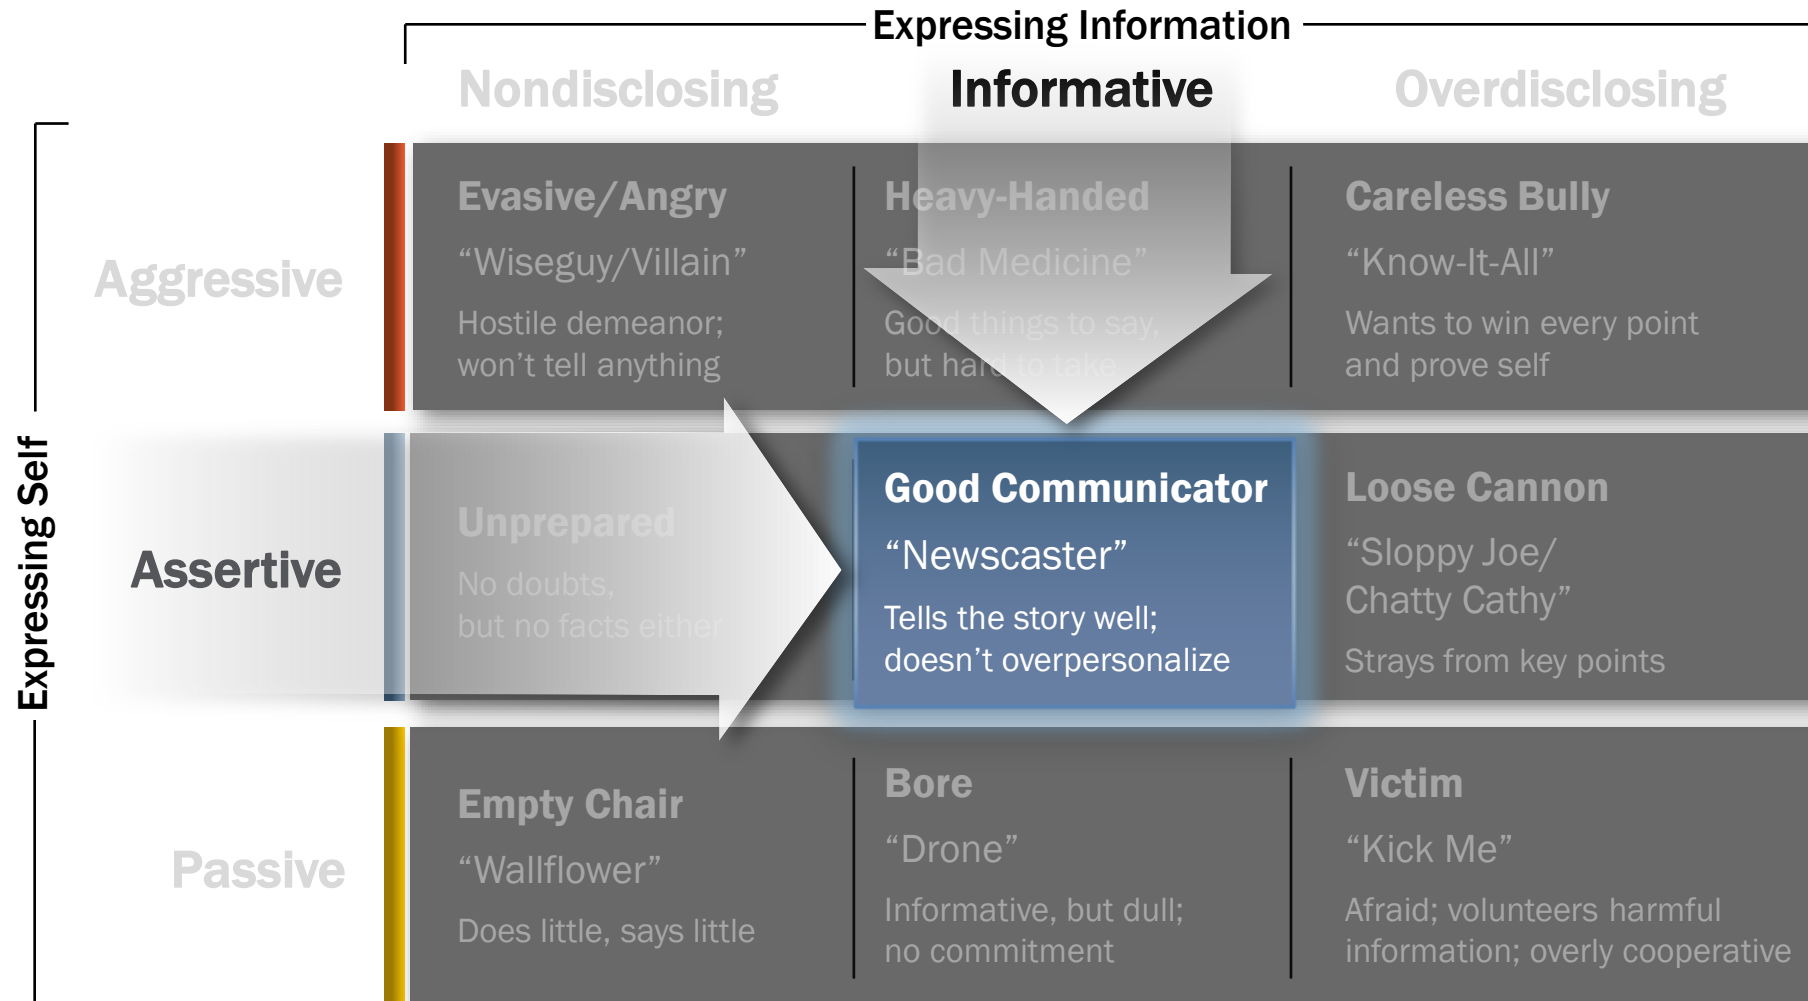 Expressing Information
Nondisclosing
Informative
Overdisclosing
Expressing Self
Aggressive
Evasive/Angry
“Wiseguy/Villain”
Hostile demeanor;
won’t tell anything
Heavy-Handed
“Bad Medicine”
Good things to say,
but hard to take
Careless Bully
“Know-It-All”
Wants to win every point
and prove self
Assertive
Unprepared
No doubts,
but no facts either
Good Communicator
“Newscaster”
Tells the story well;
doesn’t overpersonalize
Loose Cannon
“Sloppy Joe/
Chatty Cathy”
Strays from key points
Passive
Empty Chair
“Wallflower”
Does little, says little
Bore
“Drone”
Informative, but dull;
no commitment
Victim
“Kick Me”
Afraid; volunteers harmful
information; overly cooperative